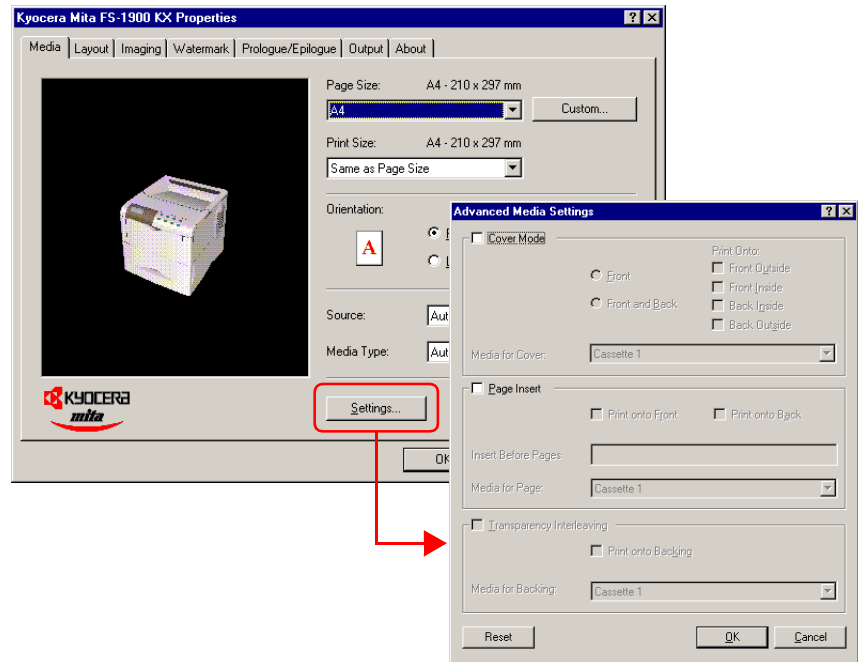 Kyocera Mita FS-1900 KX Properties
Media Layout Imaging Watermark Prologue/Epilogue Output About
Page Size: A4 - 210 x 297 mm
A4 Custom...
Print Size: A4 - 210 x 297 mm
Same as Page Size
Orientation:
A
Source: Aut
Media Type: Aut
KYOCERA
mita
Settings...
OK
Advanced Media Settings
Cover Mode
Print Onto:
Front Front Outside
Front Inside
Front and Back Back Inside
Back Outside
Media for Cover: Cassette 1
Page Insert
Print onto Front Print onto Back
Insert Before Pages
Media for Page: Cassette 1
Transparency Interleaving
Print onto Backing
Media for Backing: Cassette 1
Reset OK Cancel